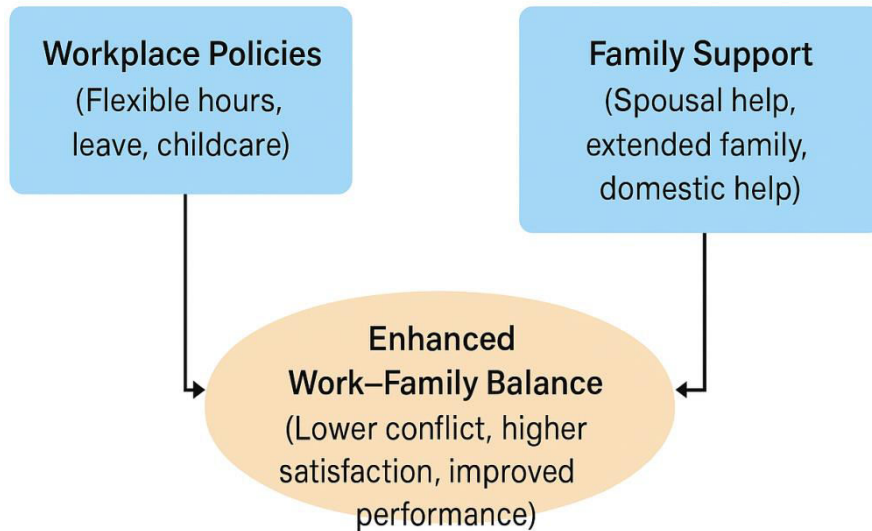 Workplace Policies
(Flexible hours,
leave, childcare)
Family Support
(Spousal help,
extended family,
domestic help)
Enhanced
Work–Family Balance
(Lower conflict, higher
satisfaction, improved
performance)